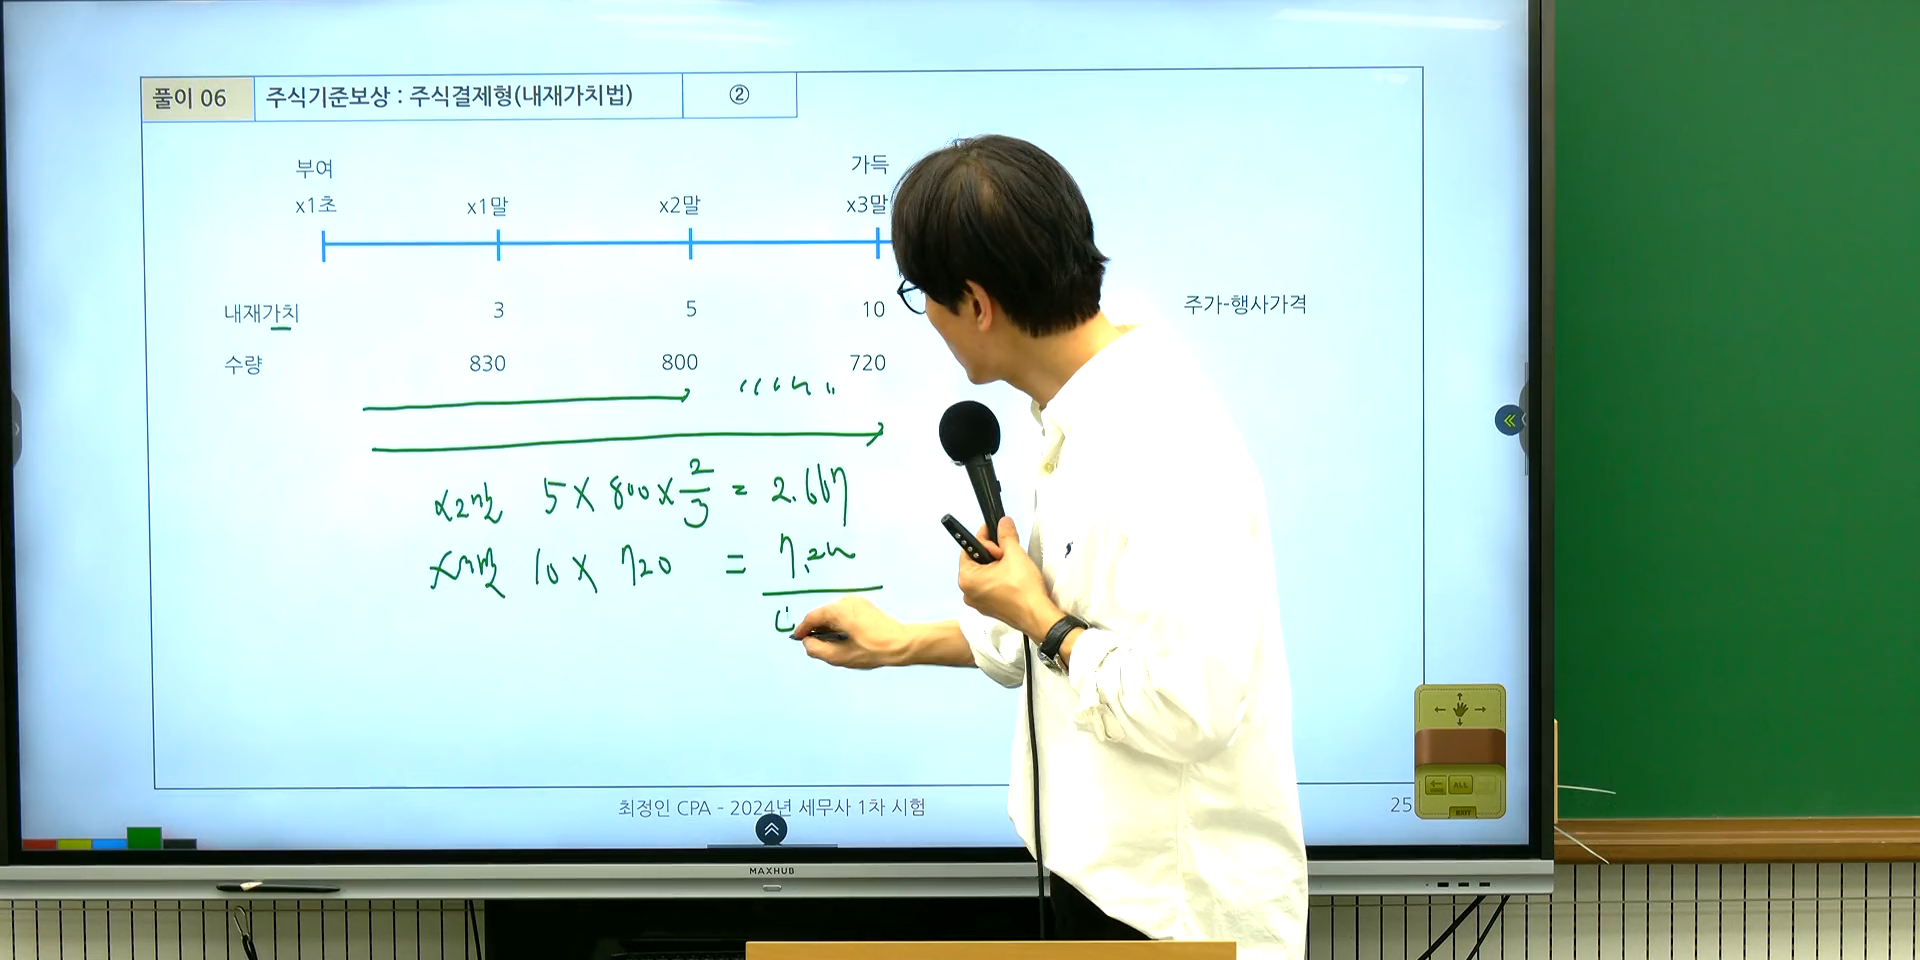 풀이 06 주식기준보상 : 주식결제형(내재가치법) ②
부여 가득
x1초 x1말 x2말 x3말
내재가치 3 5 10 주가-행사가격
수량 830 800 720
x2말 5 x 800 x 2/3 = 2.667
x3말 10 x 720 = 7.2
최정인 CPA - 2024년 세무사 1차 시험
25
ALL
EXIT
MAXHUB